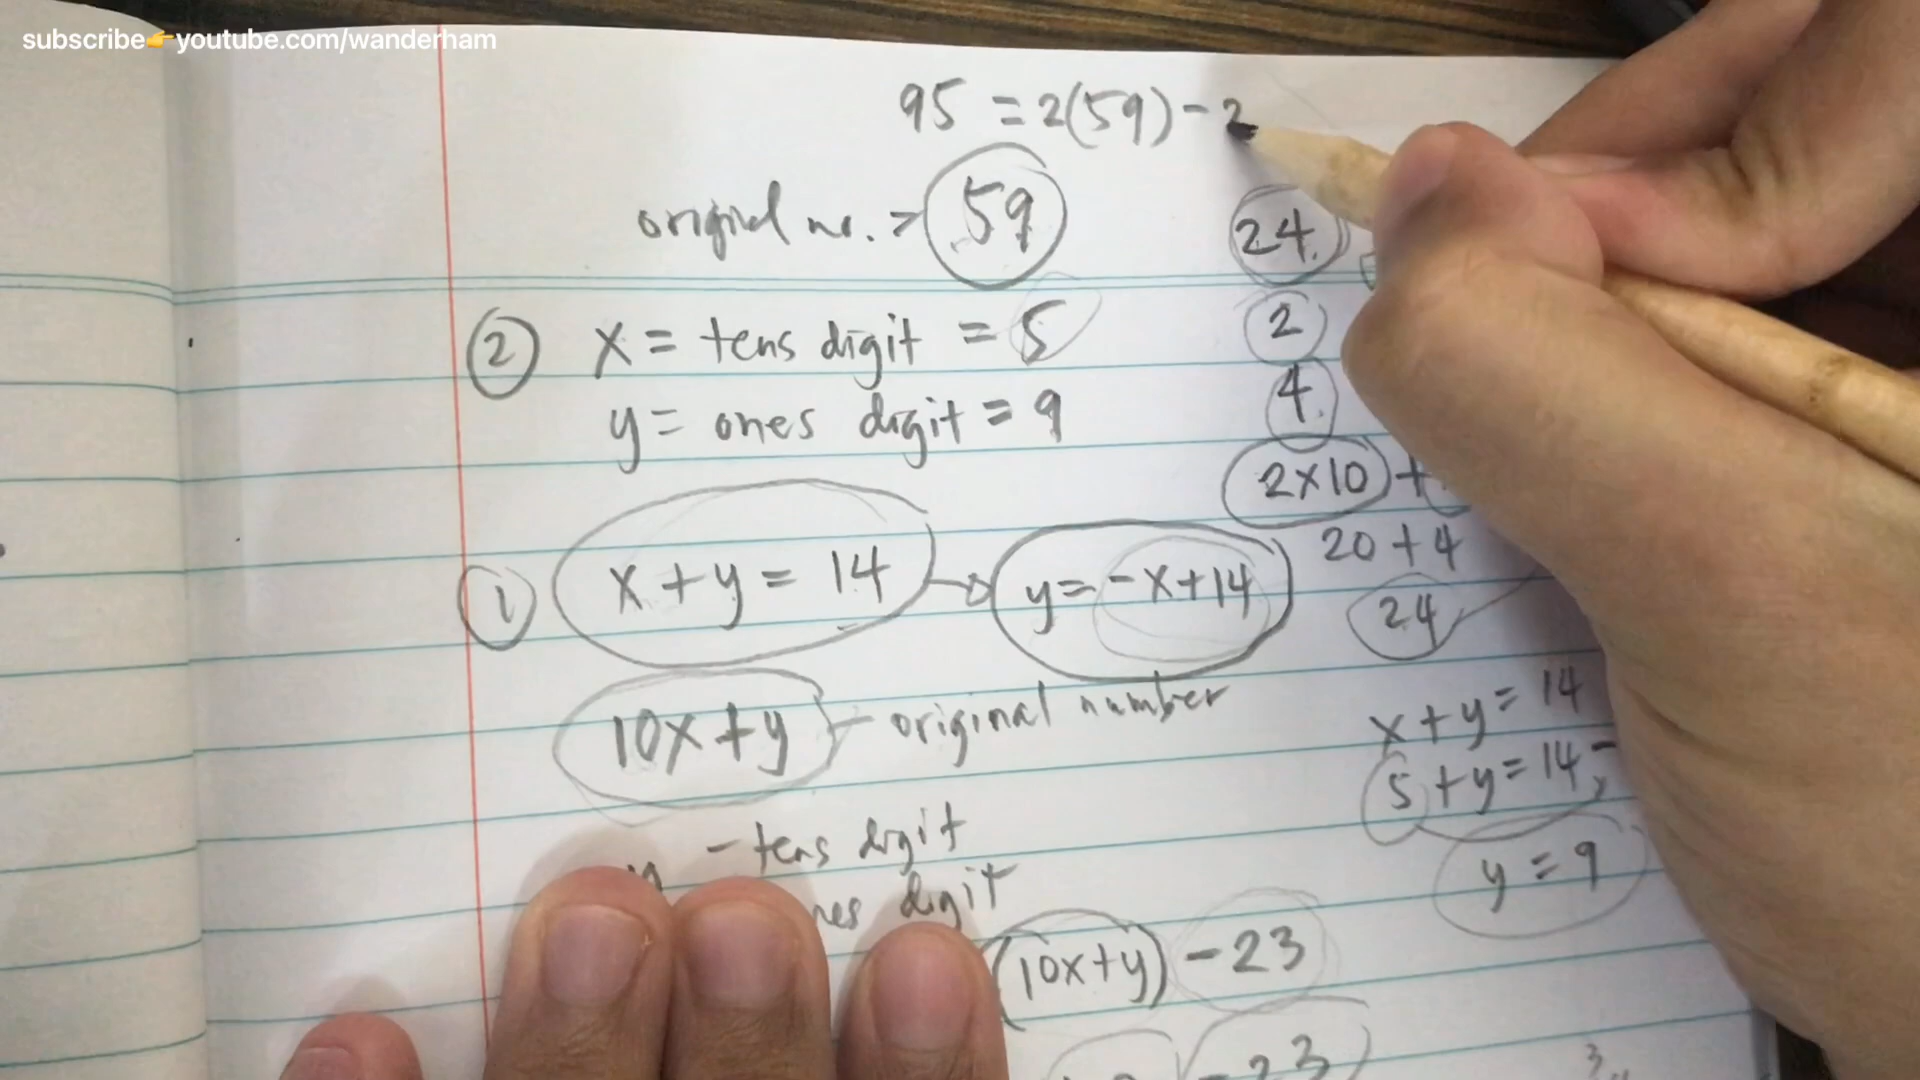 subscribe👉youtube.com/wanderham
95 = 2(59) - 2
original no. => 59
24.
2 x = tens digit = 5
2
y = ones digit = 9
4.
2x10 +
20 + 4
1 x + y = 14 → y = -x+14
24
10x + y - original number
x + y = 14
5 + y = 14
- tens digit
digit
y = 9
(10x+y) - 23
- 23